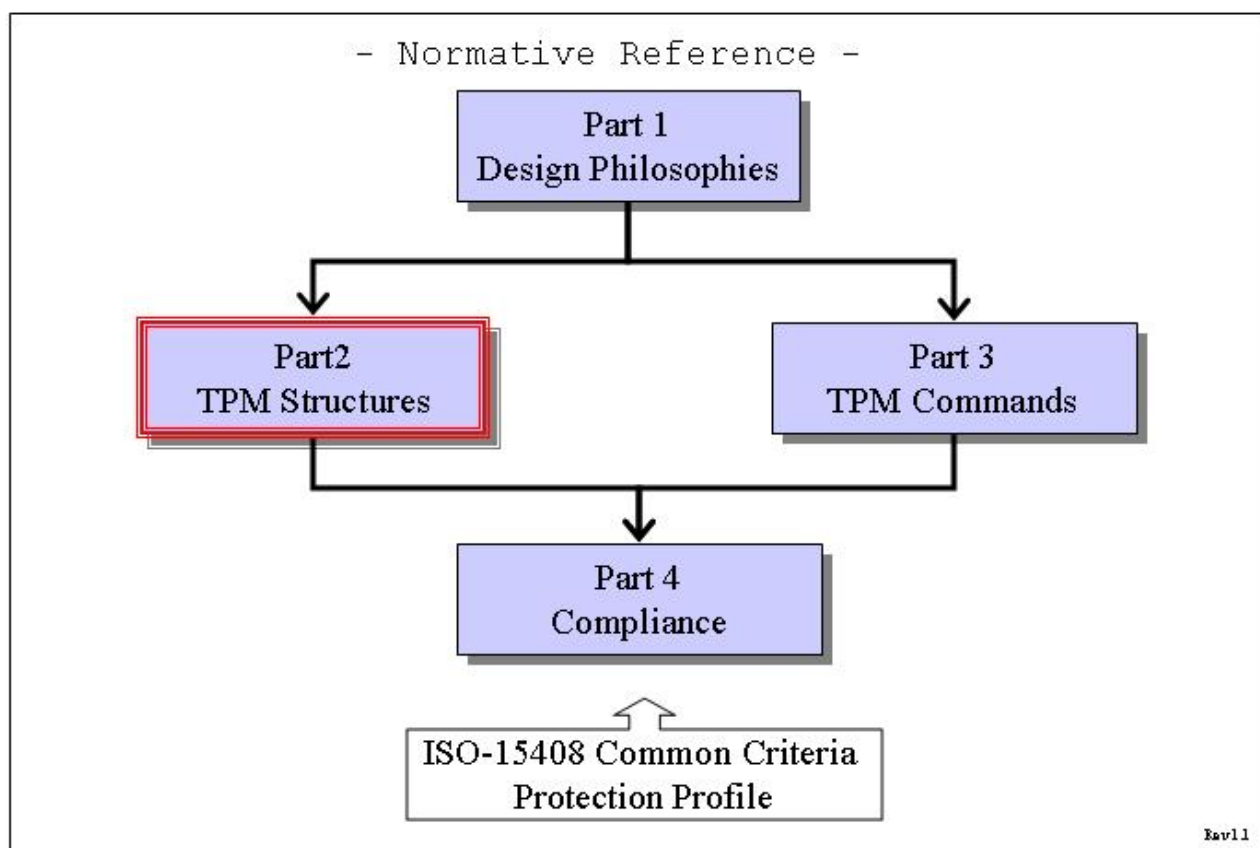 - Normative Reference -
Part 1
Design Philosophies
Part2
TPM Structures
Part 3
TPM Commands
Part 4
Compliance
ISO-15408 Common Criteria
Protection Profile
Rev11